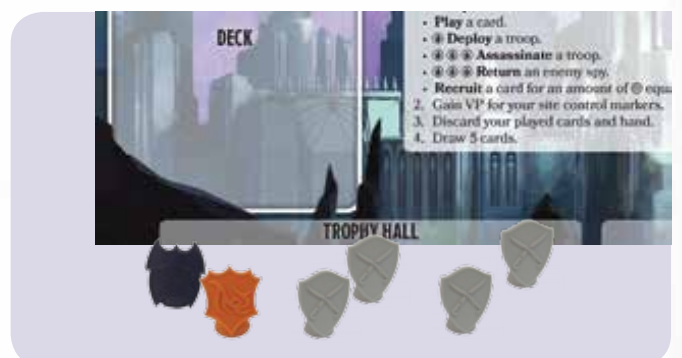 DECK
• Play a card.
• Deploy a troop.
• Assassinate a troop.
• Return an enemy spy.
• Recruit a card for an amount of
2. Gain VP for your site control markers.
3. Discard your played cards and hand.
4. Draw 5 cards.
TROPHY HALL